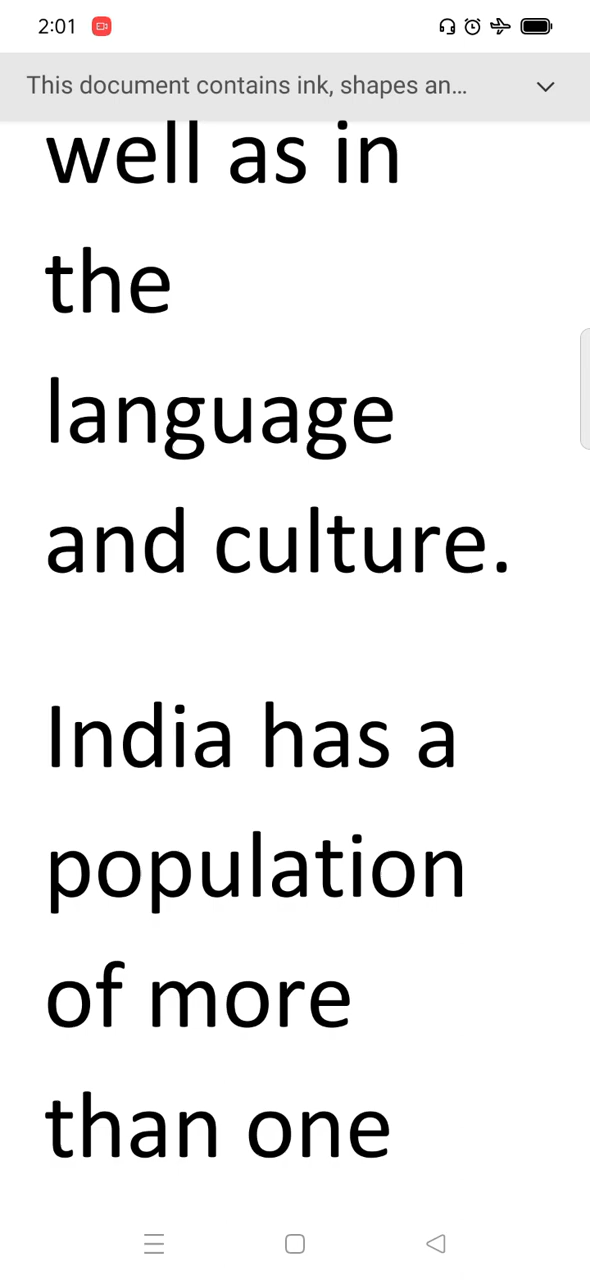 2:01
This document contains ink, shapes an...
well as in
the
language
and culture.
India has a
population
of more
than one